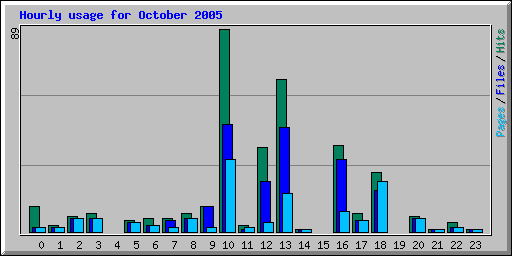 Hourly usage for October 2005
89
Pages/Files/Hits
0 1 2 3 4 5 6 7 8 9 10 11 12 13 14 15 16 17 18 19 20 21 22 23